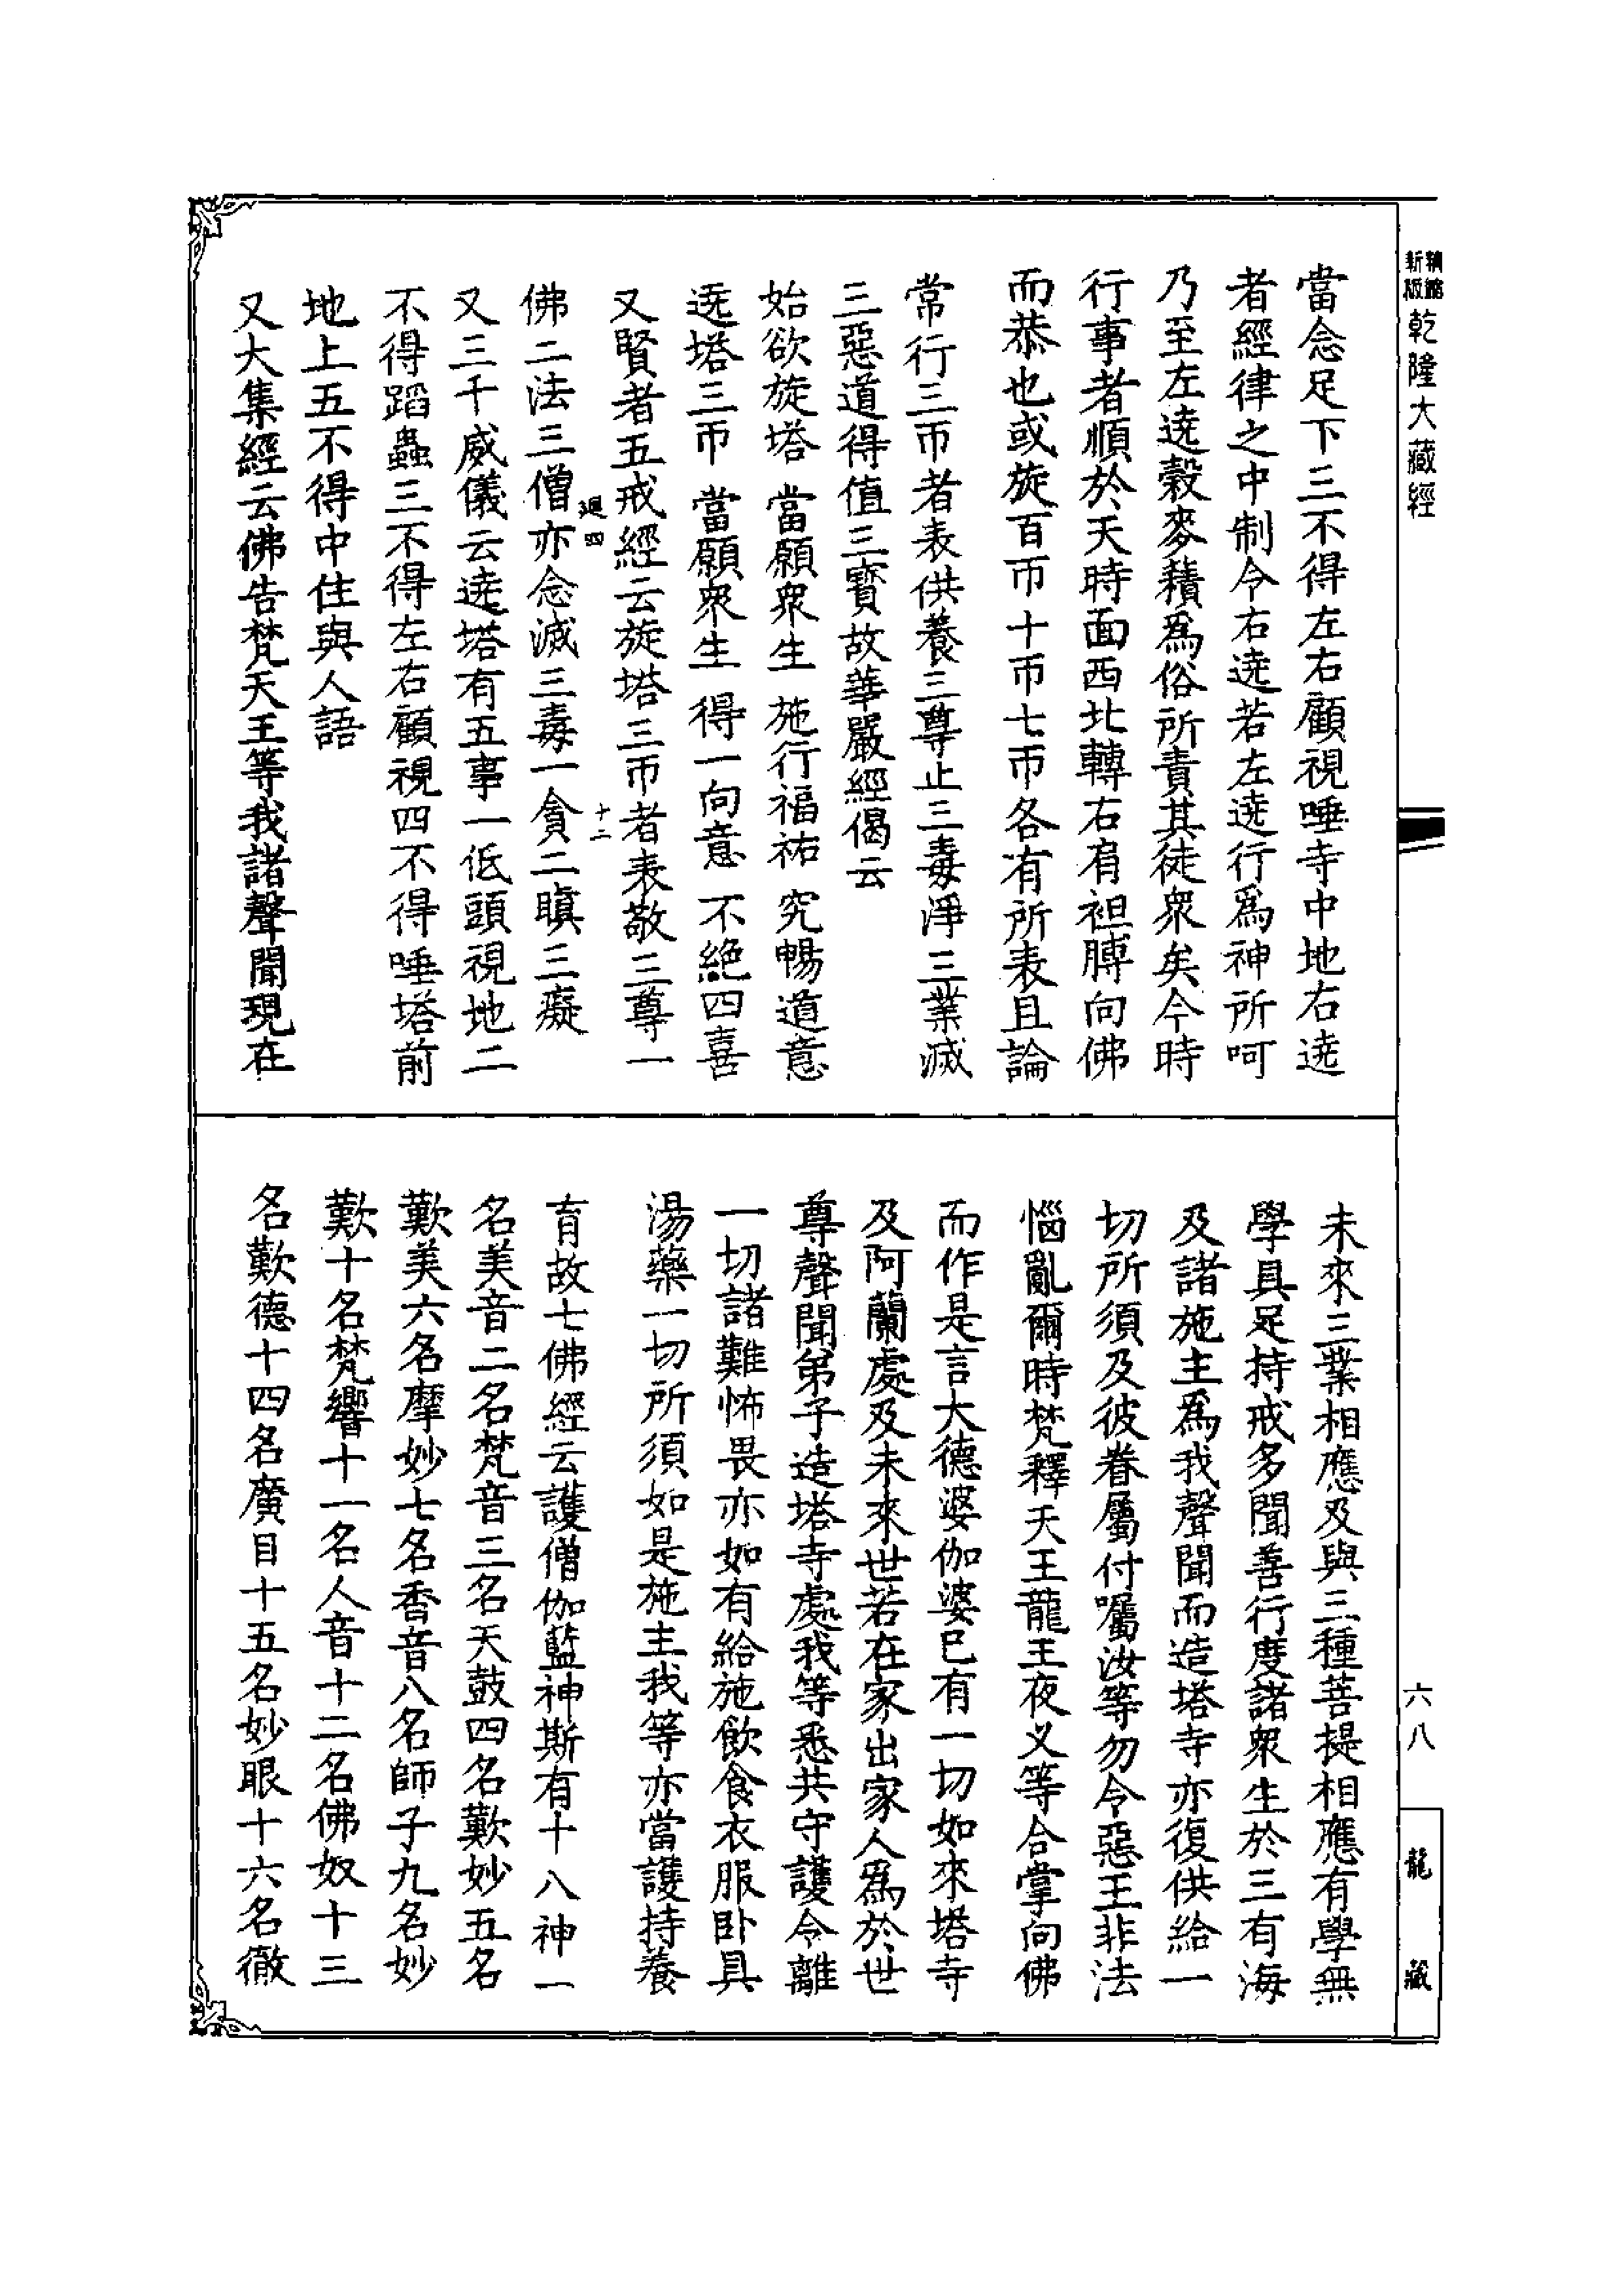 新編縮版
乾隆大藏經
當念足下三不得左右顧視唾寺中地右遶
者經律之中制令右遶若左遶行爲神所呵
乃至左遶穀麥䅽爲俗所責其徒衆矣今時
行事者順於天時面西北轉右肩袒膊向佛
而恭也或旋百帀十帀七帀各有所表且論
常行三帀者表供養三尊止三毒淨三業滅
三惡道得值三寶故華嚴經偈云
始欲旋塔 當願衆生 施行福祐 究暢道意
遶塔三帀 當願衆生 得一向意 不絕四喜
又賢者五戒經云旋塔三帀者表敬三尊一
迴四 十二
佛二法三僧亦念滅三毒一貪二瞋三癡
又三千威儀云遶塔有五事一低頭視地二
不得蹈蟲三不得左右顧視四不得唾塔前
地上五不得中住與人語
又大集經云佛告梵天王等我諸聲聞現在
未來三業相應及與三種菩提相應有學無
學具足持戒多聞善行度諸衆生於三有海
及諸施主爲我聲聞而造塔寺亦復供給一
切所須及彼眷屬付囑汝等勿令惡王非法
惱亂爾時梵釋天王龍王夜叉等合掌向佛
而作是言大德婆伽婆已有一切如來塔寺
及阿蘭處及未來世若在家出家人爲於世
尊聲聞弟子造塔寺處我等悉共守護令離
一切諸難怖畏亦如有給施飲食衣服卧具
湯藥一切所須如是施主我等亦當護持養
育故七佛經云護僧伽藍神斯有十八神一
名美音二名梵音三名天鼓四名歎妙五名
歎美六名摩妙七名香音八名師子九名妙
歎十名梵響十一名人音十二名佛奴十三
名歎德十四名廣目十五名妙眼十六名徹
六八
龍藏